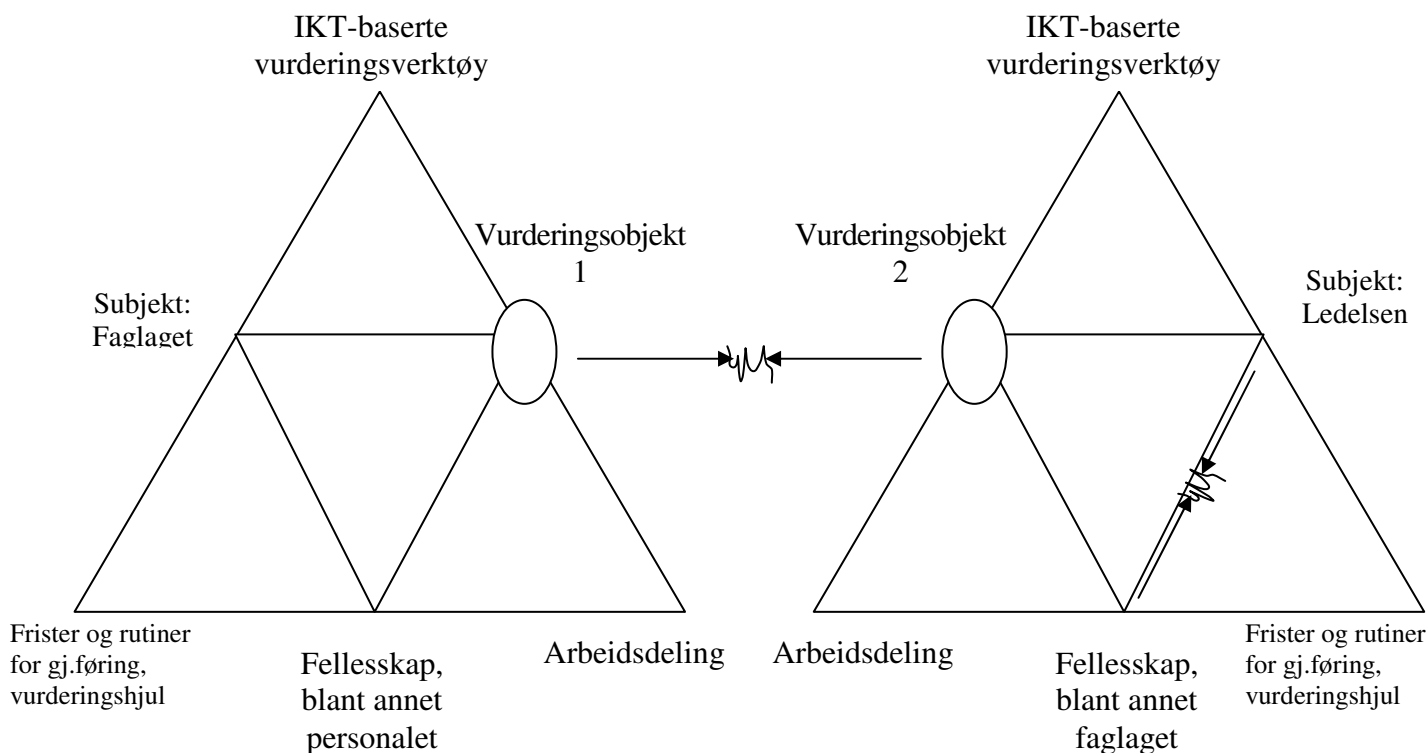 IKT-baserte
vurderingsverktøy
IKT-baserte
vurderingsverktøy
Vurderingsobjekt
1
Vurderingsobjekt
2
Subjekt:
Faglaget
Subjekt:
Ledelsen
Frister og rutiner
for gj.føring,
vurderingshjul
Fellesskap,
blant annet
personalet
Arbeidsdeling
Arbeidsdeling
Fellesskap,
blant annet
faglaget
Frister og rutiner
for gj.føring,
vurderingshjul